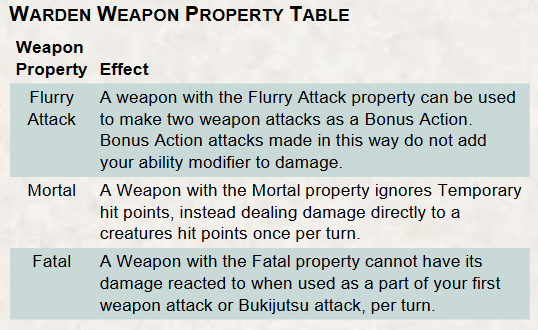 WARDEN WEAPON PROPERTY TABLE
Weapon
Property Effect
Flurry A weapon with the Flurry Attack property can be used
Attack to make two weapon attacks as a Bonus Action.
Bonus Action attacks made in this way do not add
your ability modifier to damage.
Mortal A Weapon with the Mortal property ignores Temporary
hit points, instead dealing damage directly to a
creatures hit points once per turn.
Fatal A Weapon with the Fatal property cannot have its
damage reacted to when used as a part of your first
weapon attack or Bukijutsu attack, per turn.